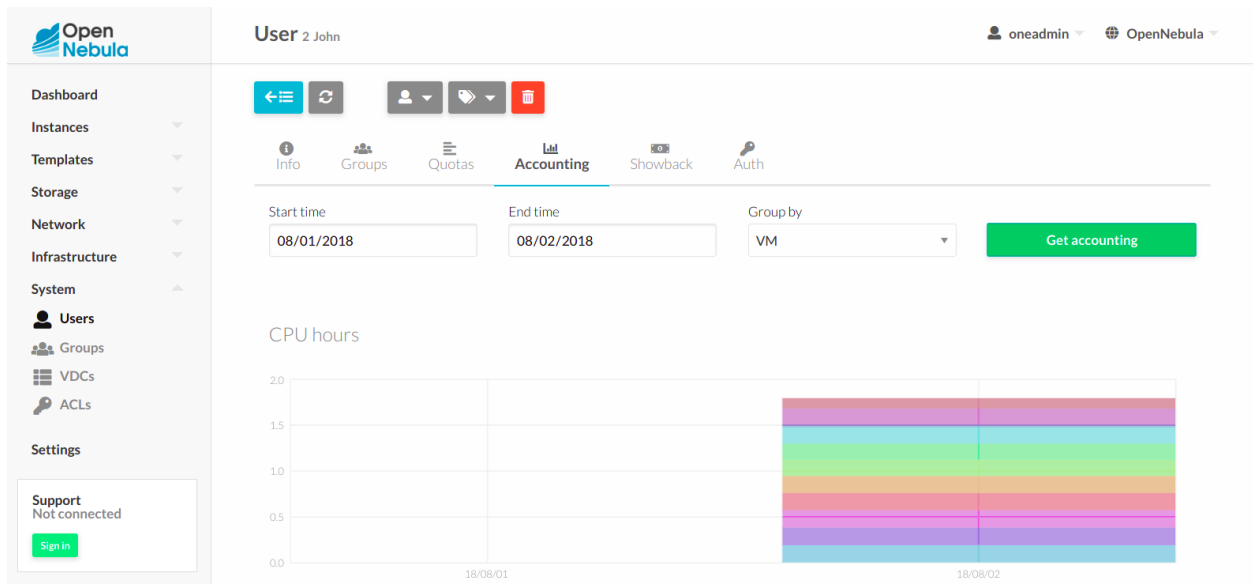 Open
Nebula
User 2 John
oneadmin
OpenNebula
Dashboard
Instances
Templates
Storage
Network
Infrastructure
System
Users
Groups
VDCs
ACLs
Settings
Support
Not connected
Sign in
Info
Groups
Quotas
Accounting
Showback
Auth
Start time
End time
Group by
08/01/2018
08/02/2018
VM
Get accounting
CPU hours
2.0
1.5
1.0
0.5
0.0
18/08/01
18/08/02